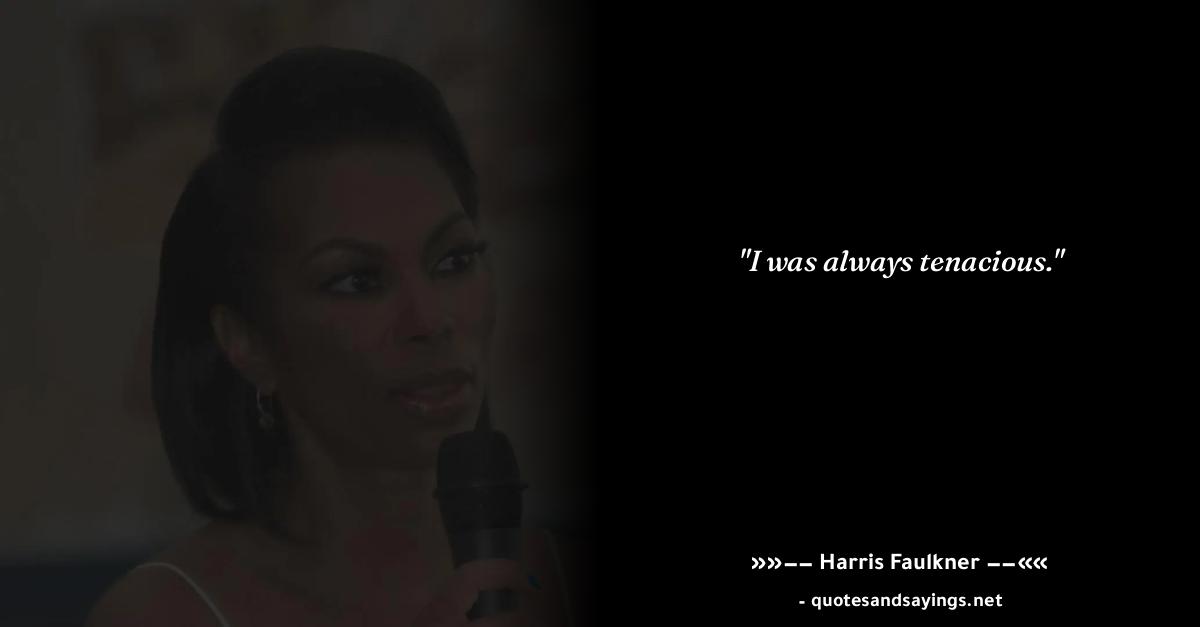 "I was always tenacious."
»»−− Harris Faulkner −−««
- quotesandsayings.net